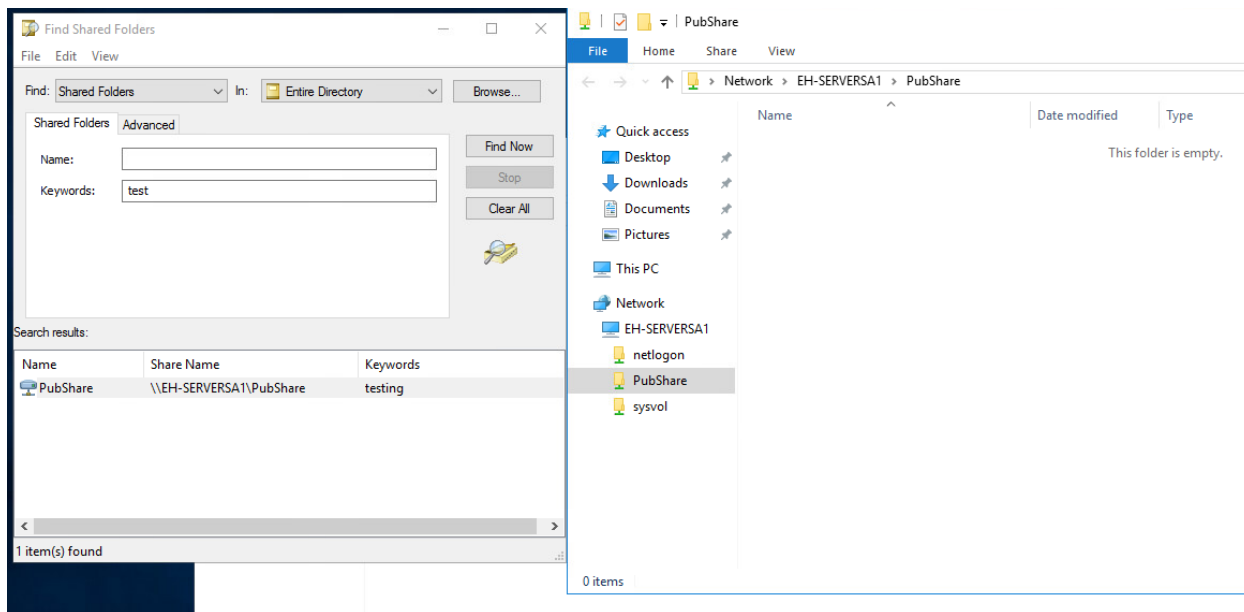 Find Shared Folders
File Edit View
Find: Shared Folders In: Entire Directory Browse...
Shared Folders Advanced
Name:
Keywords: test
Find Now
Stop
Clear All
Search results:
Name Share Name Keywords
PubShare \\EH-SERVERSA1\PubShare testing
1 item(s) found
PubShare
File Home Share View
Network > EH-SERVERSA1 > PubShare
Name Date modified Type
This folder is empty.
Quick access
Desktop
Downloads
Documents
Pictures
This PC
Network
EH-SERVERSA1
netlogon
PubShare
sysvol
0 items